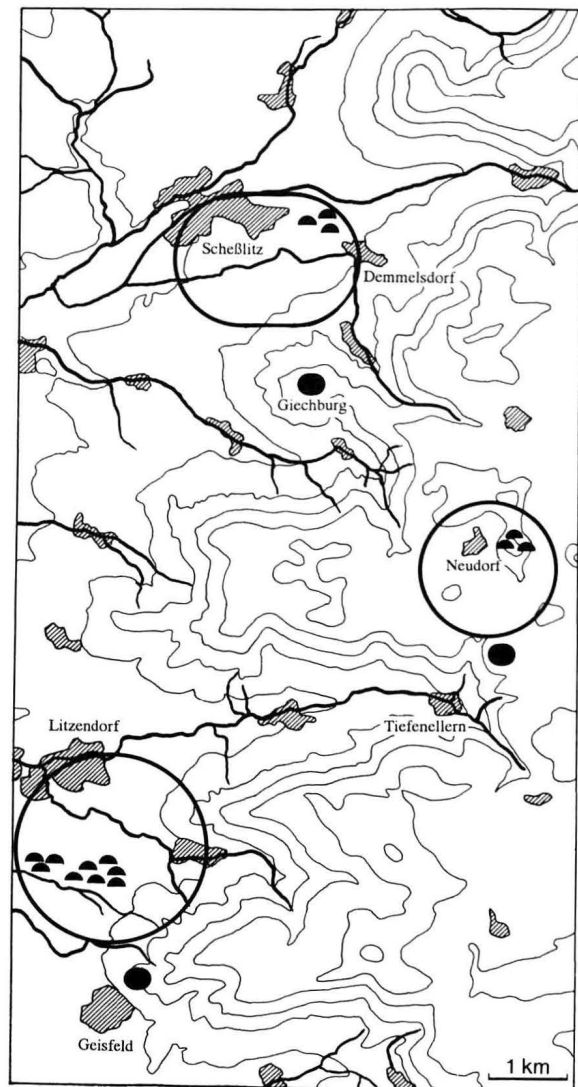 Scheßlitz
Demmelsdorf
Giechburg
Neudorf
Litzendorf
Tiefenellern
Geisfeld
1 km